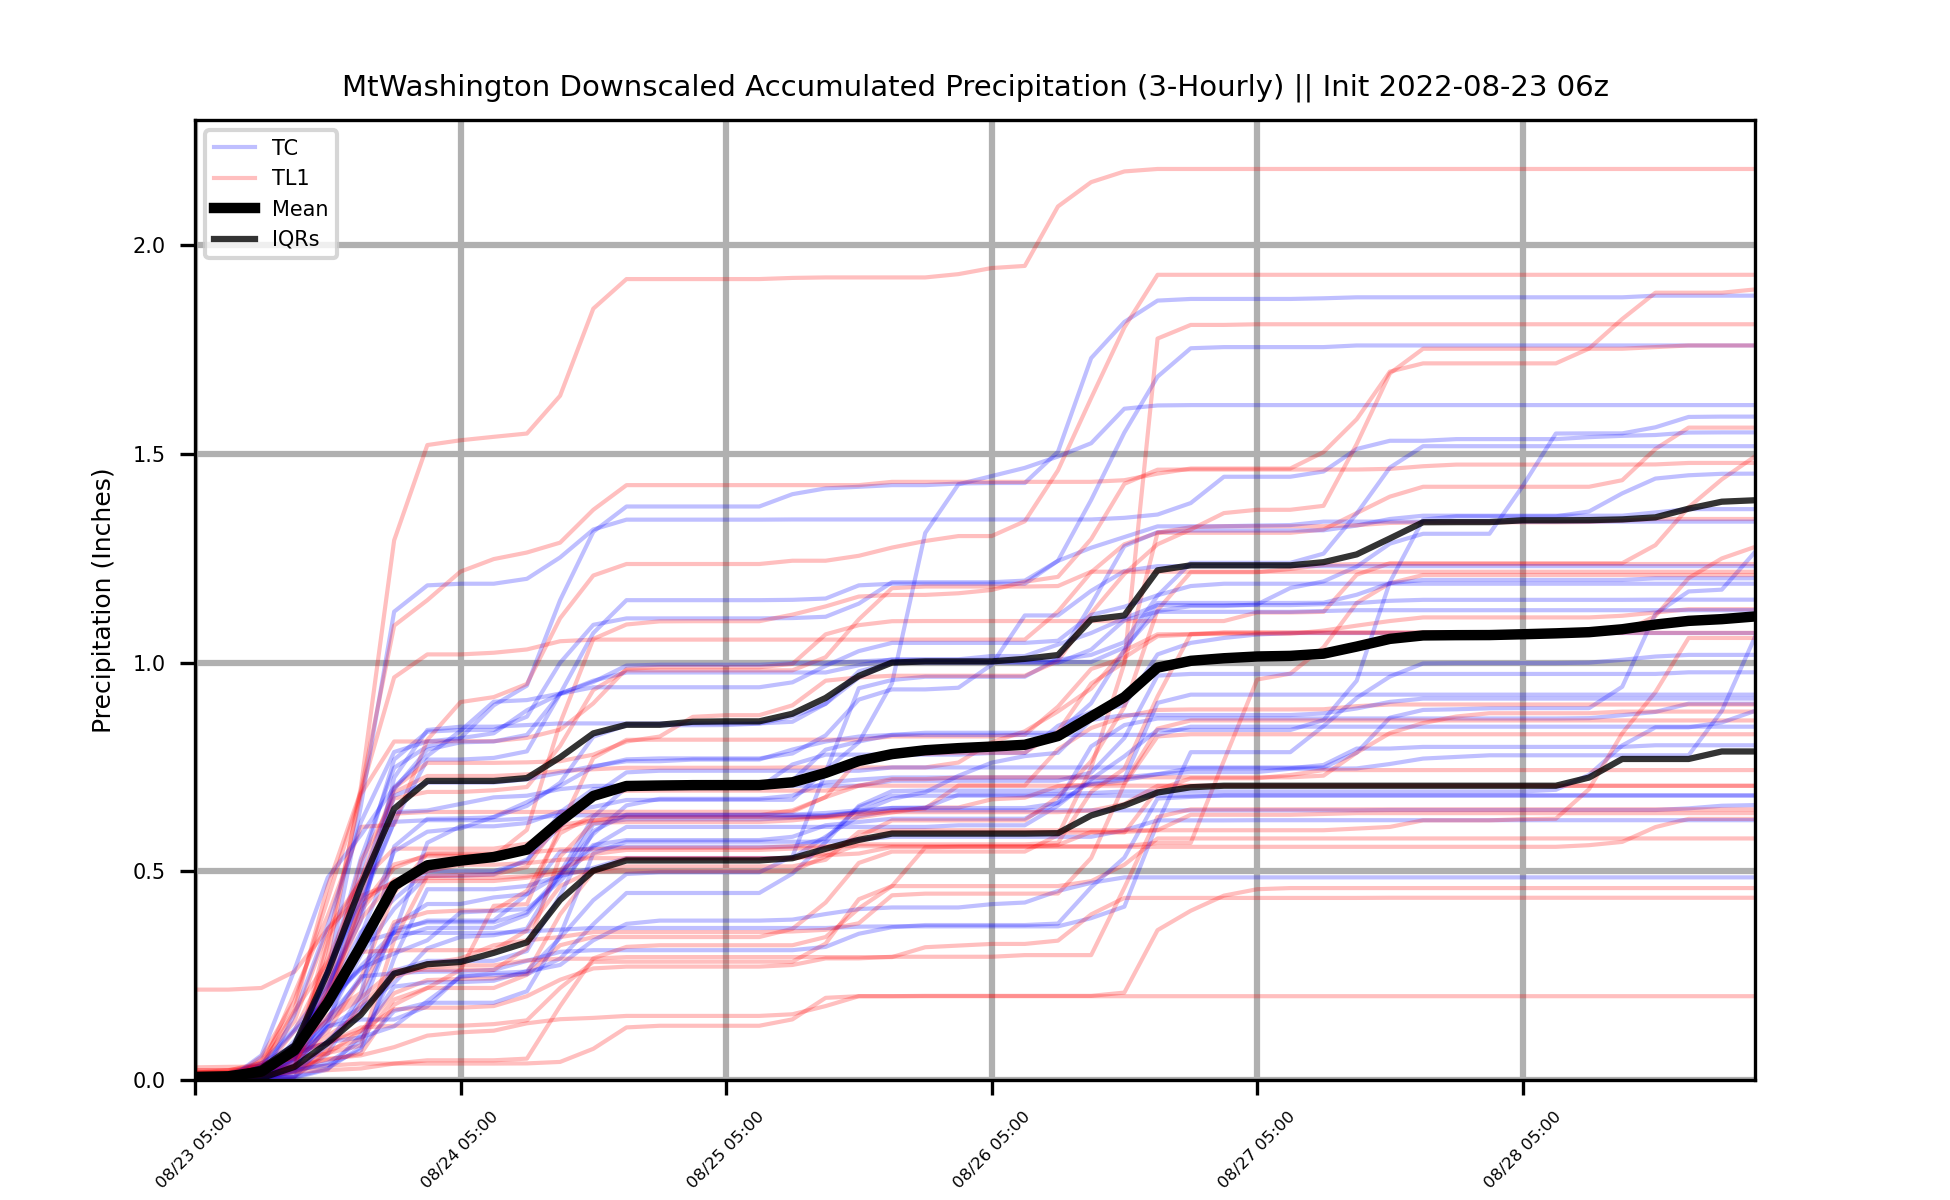 MtWashington Downscaled Accumulated Precipitation (3-Hourly) || Init 2022-08-23 06z
TC
TL1
Mean
IQRs
Precipitation (Inches)
2.0
1.5
1.0
0.5
0.0
08/23 05:00
08/24 05:00
08/25 05:00
08/26 05:00
08/27 05:00
08/28 05:00